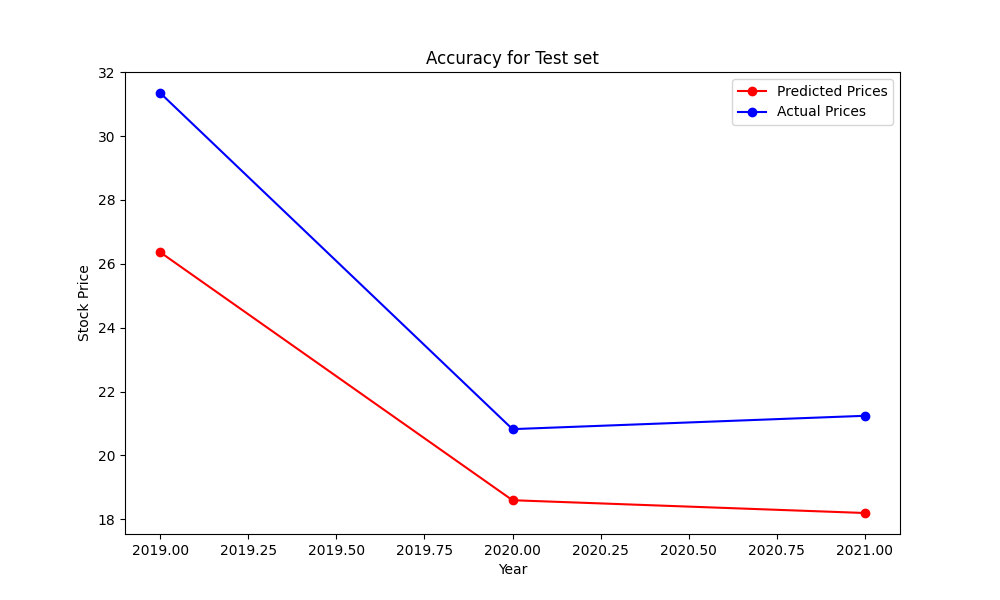 Accuracy for Test set
Predicted Prices
Actual Prices
Stock Price
32
30
28
26
24
22
20
18
2019.00 2019.25 2019.50 2019.75 2020.00 2020.25 2020.50 2020.75 2021.00
Year